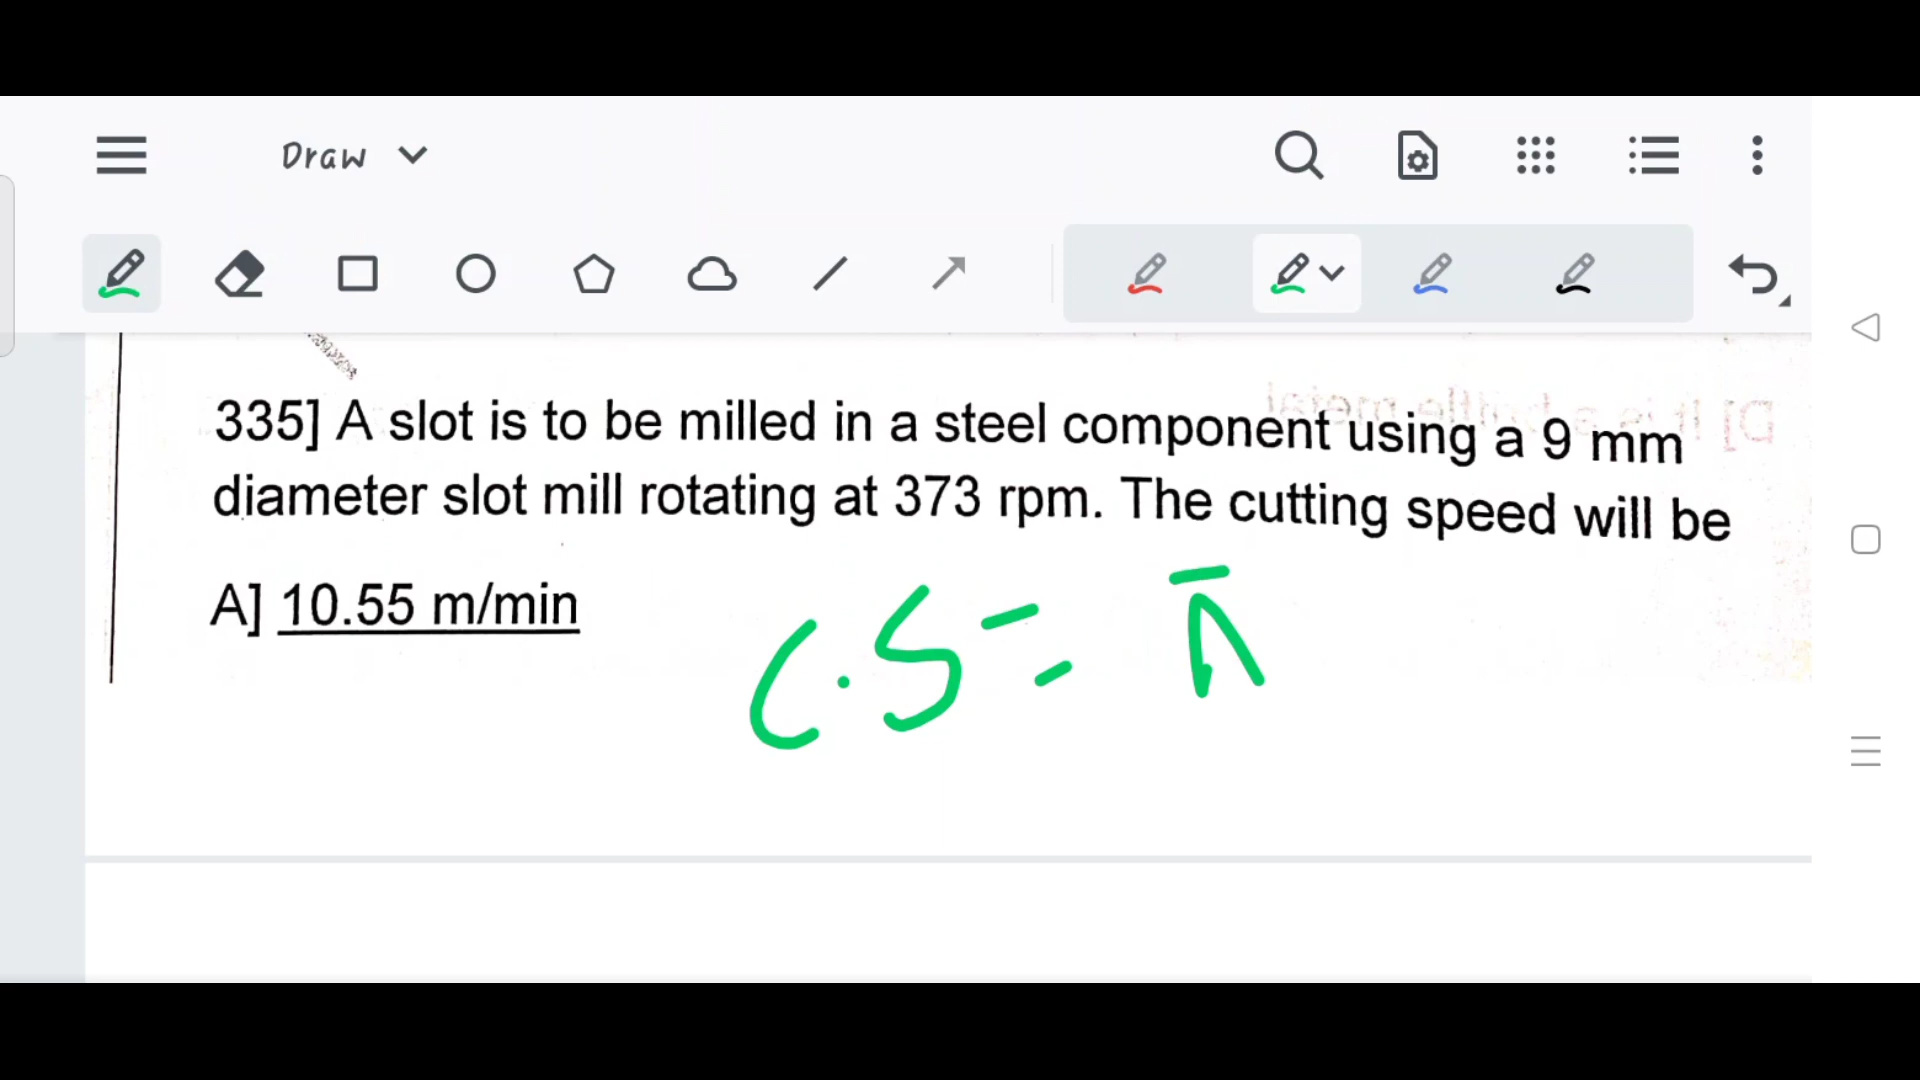 Draw
335] A slot is to be milled in a steel component using a 9 mm
diameter slot mill rotating at 373 rpm. The cutting speed will be
A] 10.55 m/min
C.S = π